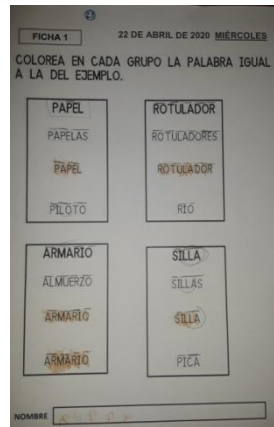 FICHA 1
22 DE ABRIL DE 2020 MIÉRCOLES
COLOREA EN CADA GRUPO LA PALABRA IGUAL
A LA DEL EJEMPLO.
PAPEL
PAPELAS
PAPEL
PILOTO
ROTULADOR
ROTULADORES
ROTULADOR
RIO
ARMARIO
ALMUERZO
ARMARIO
ARMARIO
SILLA
SILLAS
SILLA
PICA
NOMBRE